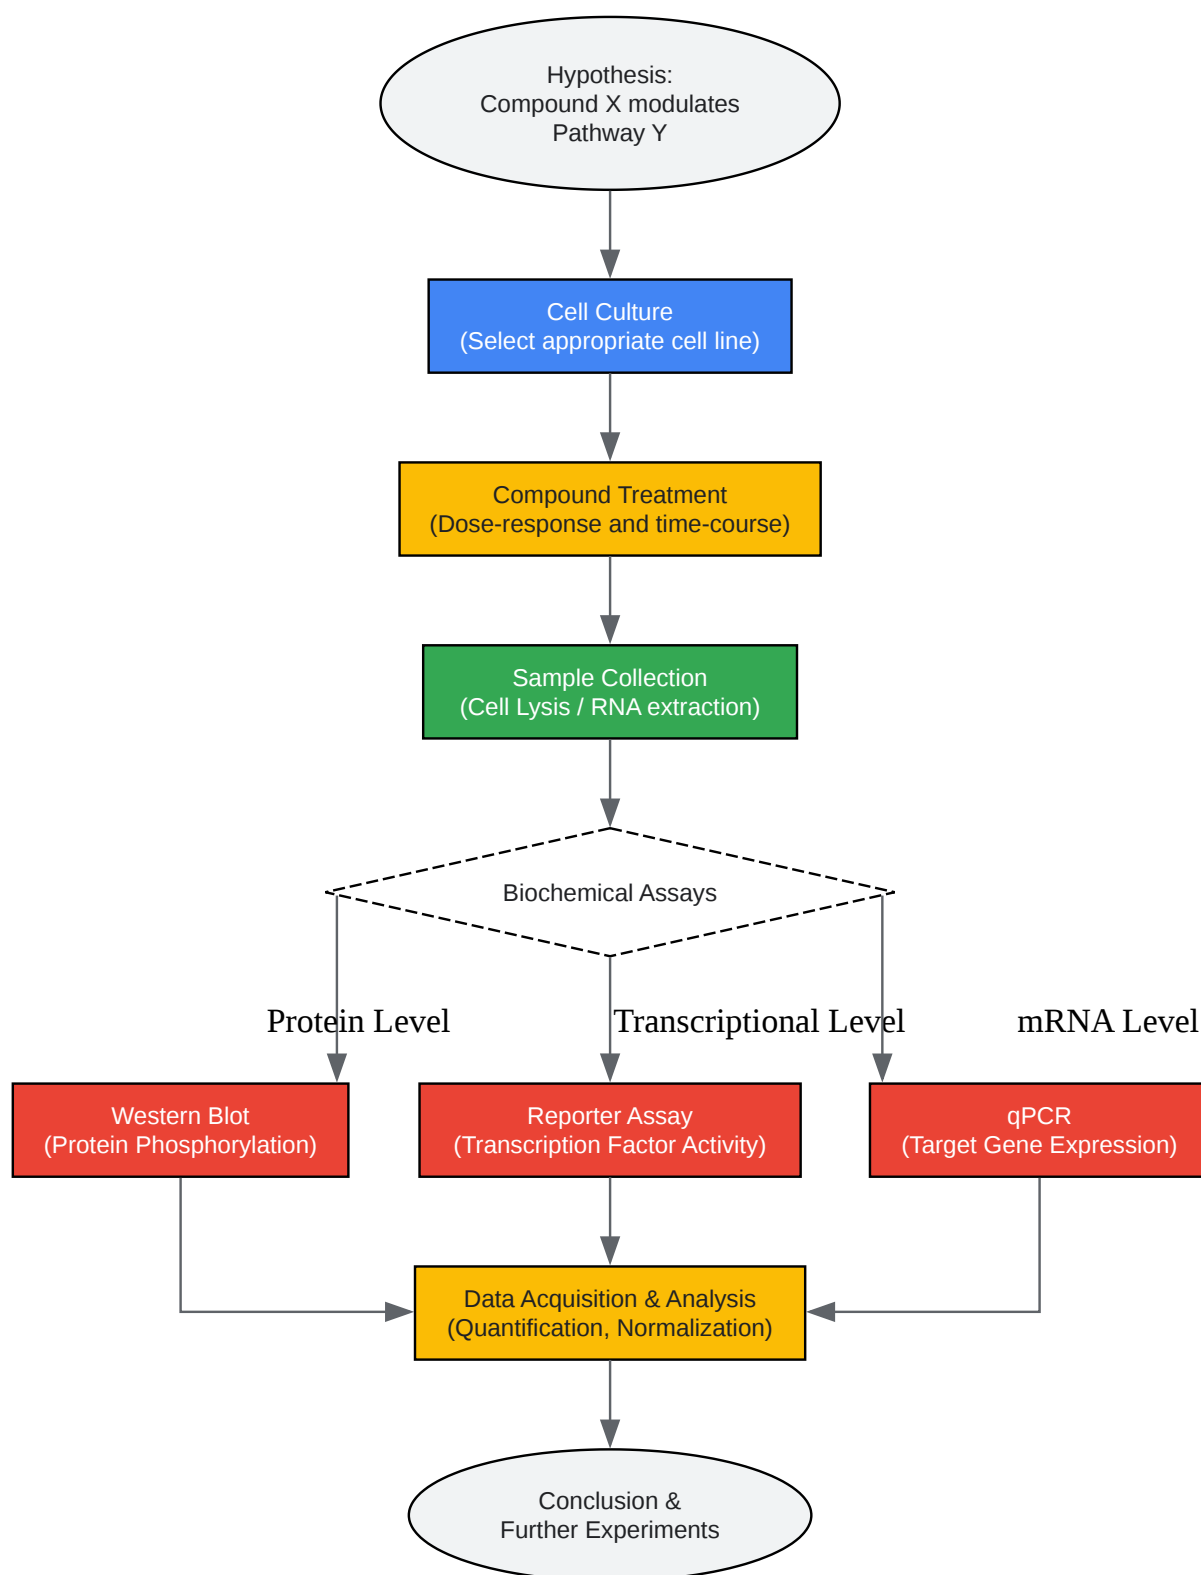 Hypothesis:
Compound X modulates
Pathway Y
Cell Culture
(Select appropriate cell line)
Compound Treatment
(Dose-response and time-course)
Sample Collection
(Cell Lysis / RNA extraction)
Biochemical Assays
Protein Level
Transcriptional Level
mRNA Level
Western Blot
(Protein Phosphorylation)
Reporter Assay
(Transcription Factor Activity)
qPCR
(Target Gene Expression)
Data Acquisition & Analysis
(Quantification, Normalization)
Conclusion &
Further Experiments